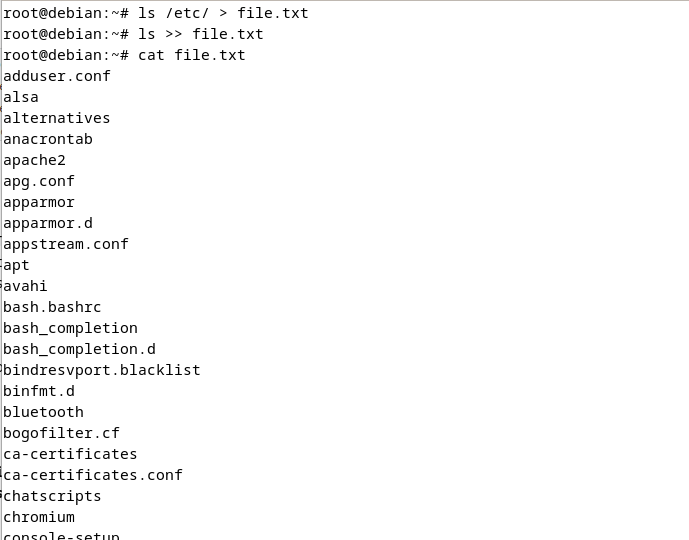 root@debian:~# ls /etc/ > file.txt
root@debian:~# ls >> file.txt
root@debian:~# cat file.txt
adduser.conf
alsa
alternatives
anacrontab
apache2
apg.conf
apparmor
apparmor.d
appstream.conf
apt
avahi
bash.bashrc
bash_completion
bash_completion.d
bindresvport.blacklist
binfmt.d
bluetooth
bogofilter.cf
ca-certificates
ca-certificates.conf
chatscripts
chromium
console-setup